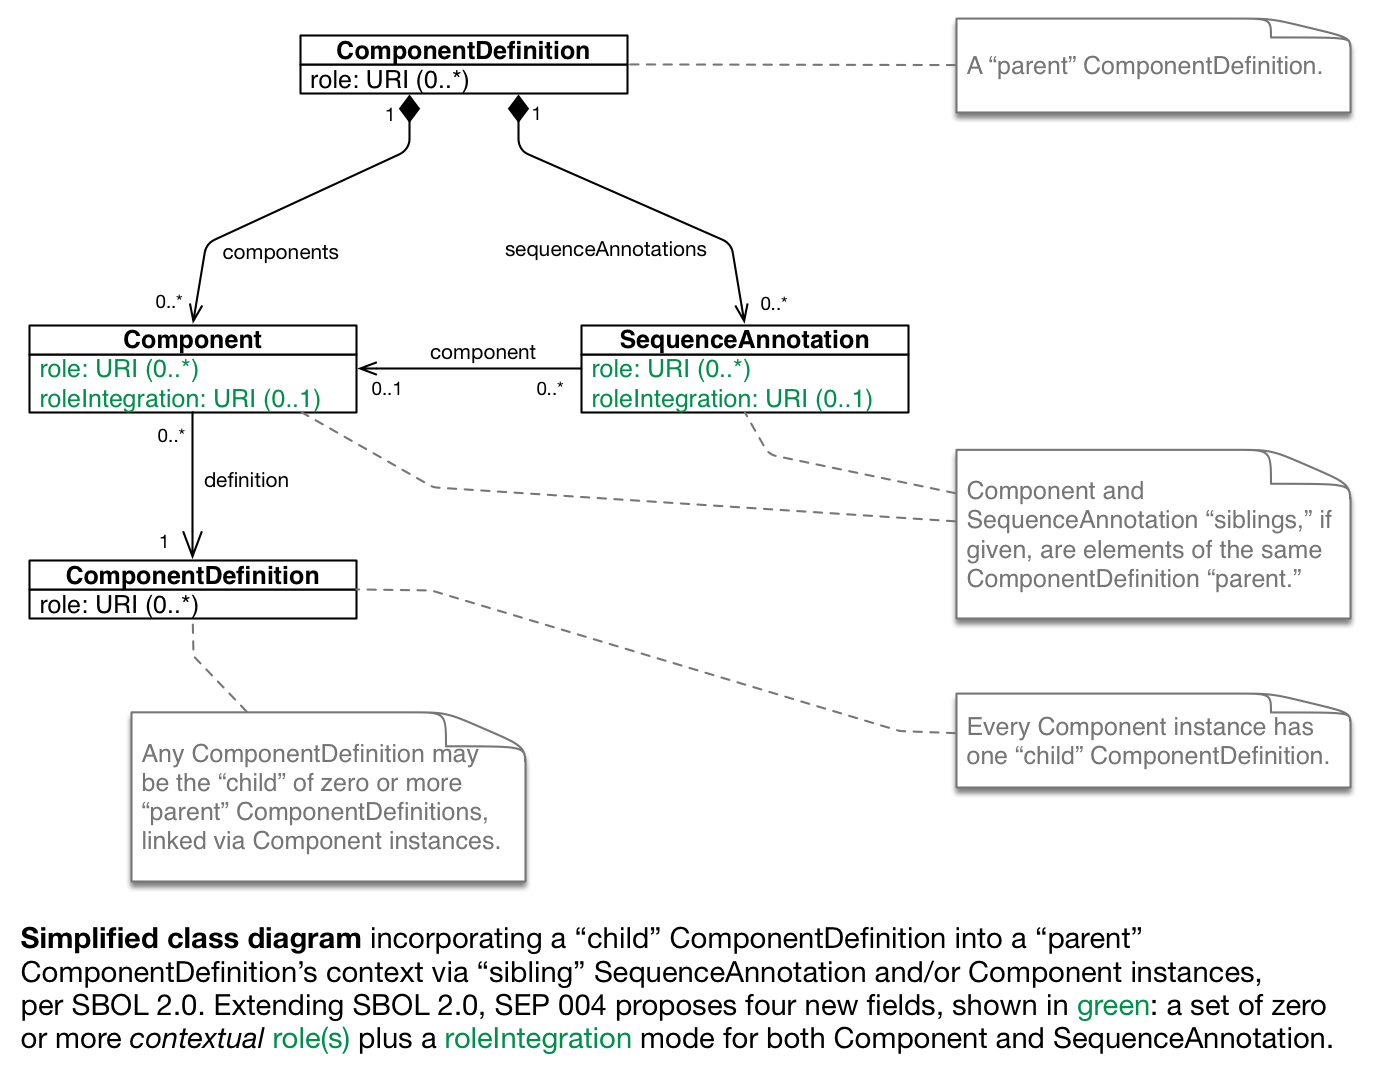 ComponentDefinition
role: URI (0..*)
A “parent” ComponentDefinition.
1
1
components
sequenceAnnotations
0..*
0..*
Component
role: URI (0..*)
roleIntegration: URI (0..1)
component
0..1
0..*
SequenceAnnotation
role: URI (0..*)
roleIntegration: URI (0..1)
0..*
definition
1
Component and
SequenceAnnotation “siblings,” if
given, are elements of the same
ComponentDefinition “parent.”
ComponentDefinition
role: URI (0..*)
Every Component instance has
one “child” ComponentDefinition.
Any ComponentDefinition may
be the “child” of zero or more
“parent” ComponentDefinitions,
linked via Component instances.
Simplified class diagram incorporating a “child” ComponentDefinition into a “parent”
ComponentDefinition’s context via “sibling” SequenceAnnotation and/or Component instances,
per SBOL 2.0. Extending SBOL 2.0, SEP 004 proposes four new fields, shown in green: a set of zero
or more contextual role(s) plus a roleIntegration mode for both Component and SequenceAnnotation.